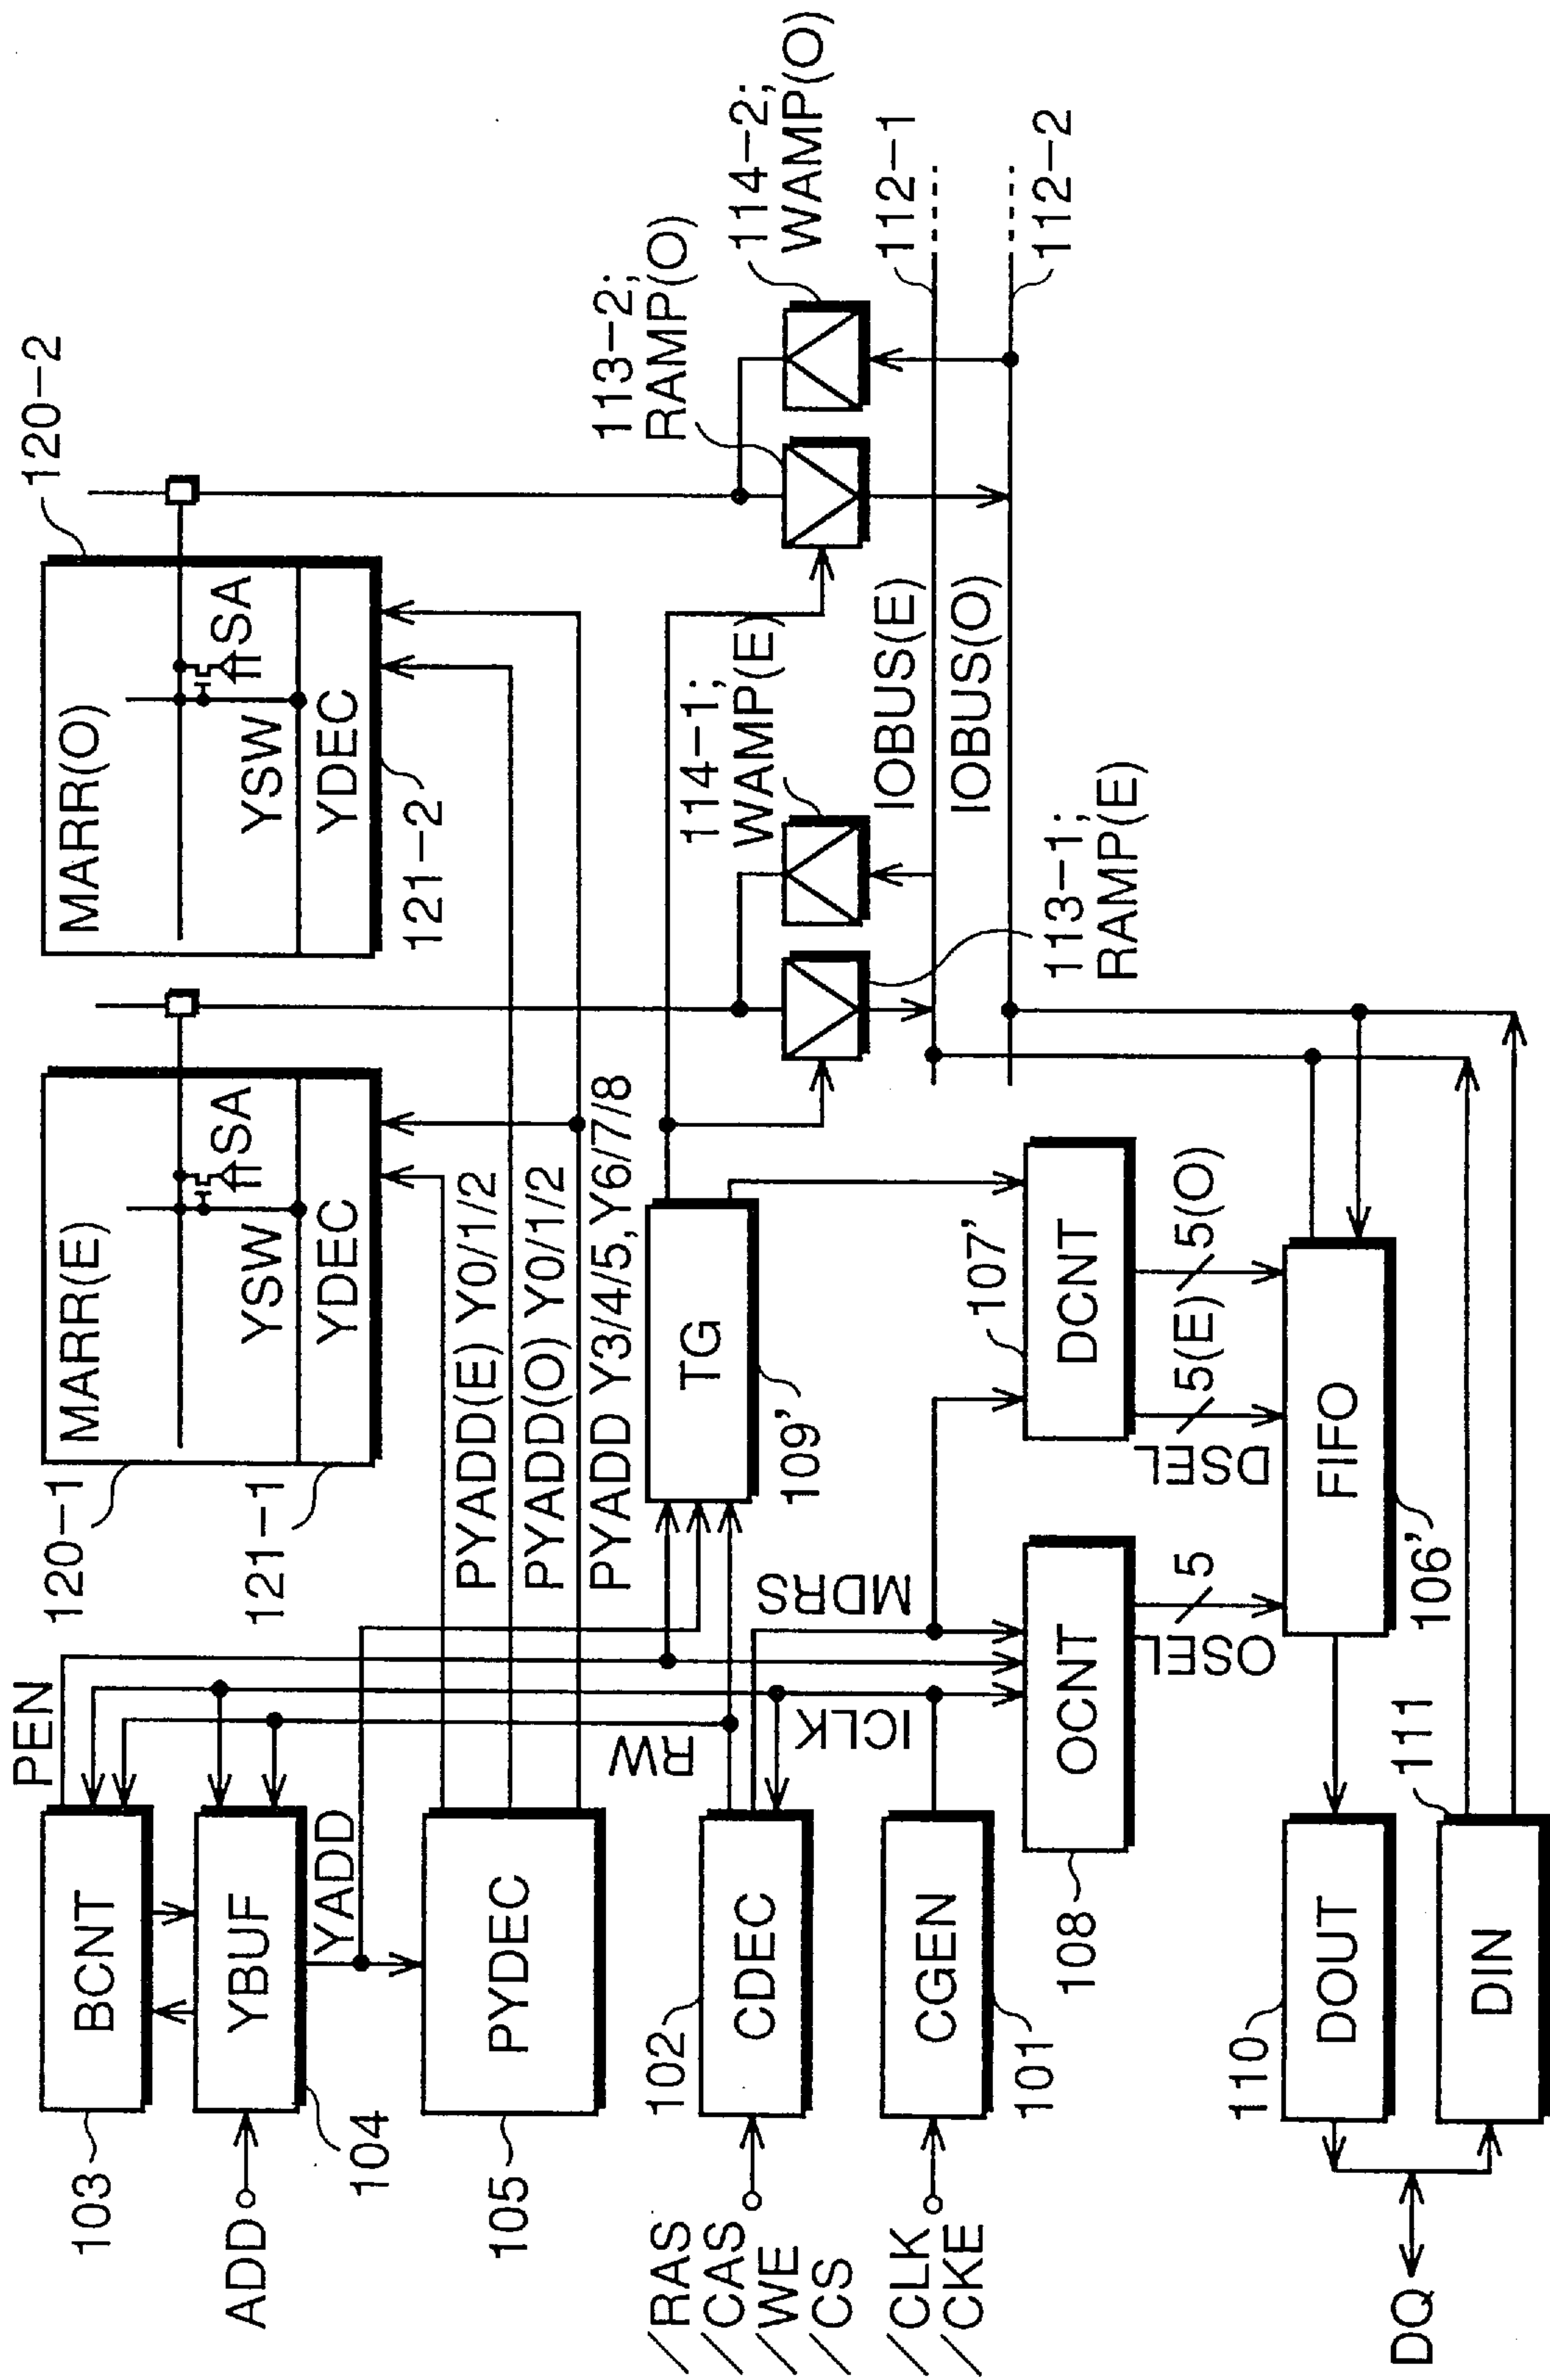 120-1
MARR(E)
SA
YSW
YDEC
121-1
120-2
MARR(O)
SA
YSW
YDEC
121-2
PEN
BCNT
103
YBUF
104
ADD
YADD
PYDEC
105
PYADD(E) Y0/1/2
PYADD(O) Y0/1/2
PYADD Y3/4/5,Y6/7/8
113-2;
RAMP(O)
114-2;
WAMP(O)
114-1;
WAMP(E)
TG
109'
RW
MDRS
ICLK
/RAS
/CAS
/WE
/CS
102
CDEC
/CLK
/CKE
CGEN
101
IOBUS(E)
IOBUS(O)
112-1
112-2
113-1;
RAMP(E)
OCNT
108
107'
DCNT
OSEL
5
DSEL
5(E)
5(O)
FIFO
106'
110
DOUT
111
DIN
DQ